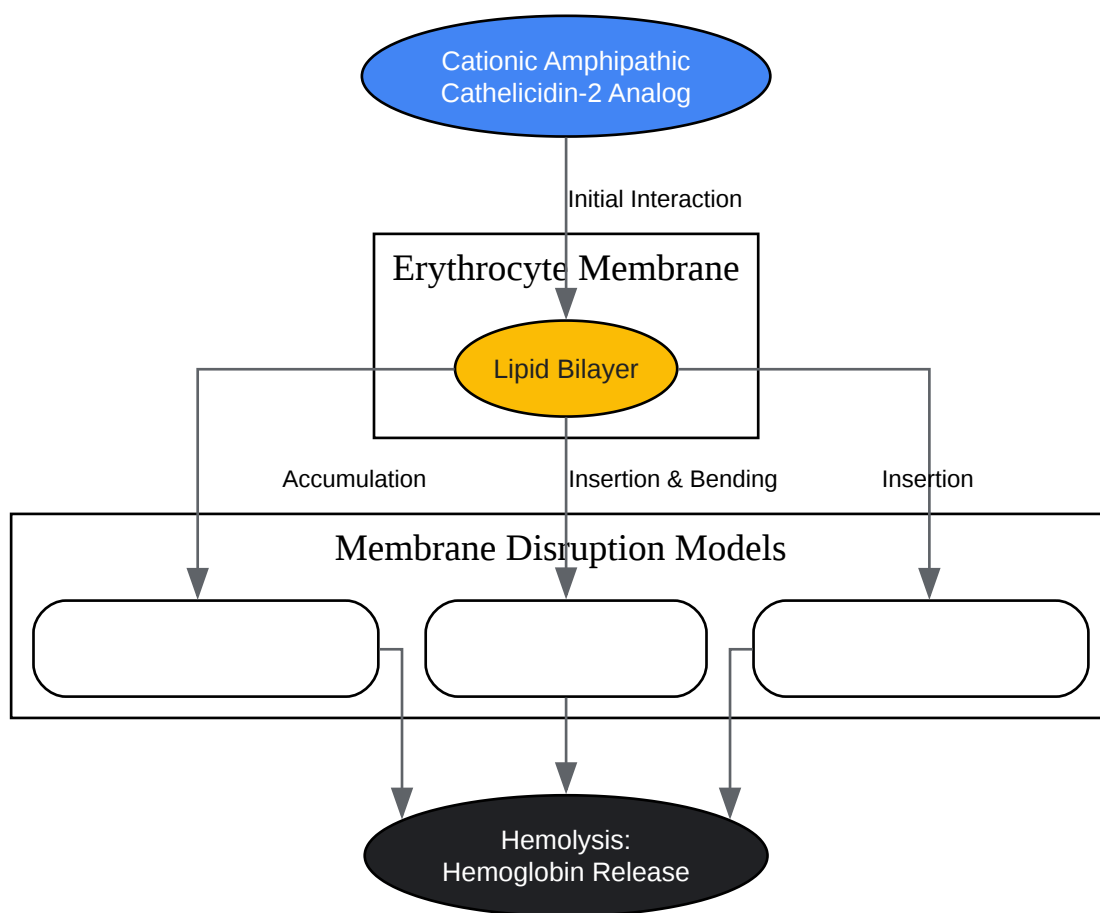 Cationic Amphipathic
Cathelicidin-2 Analog
Initial Interaction
Erythrocyte Membrane
Lipid Bilayer
Accumulation
Insertion & Bending
Insertion
Membrane Disruption Models
Hemolysis:
Hemoglobin Release